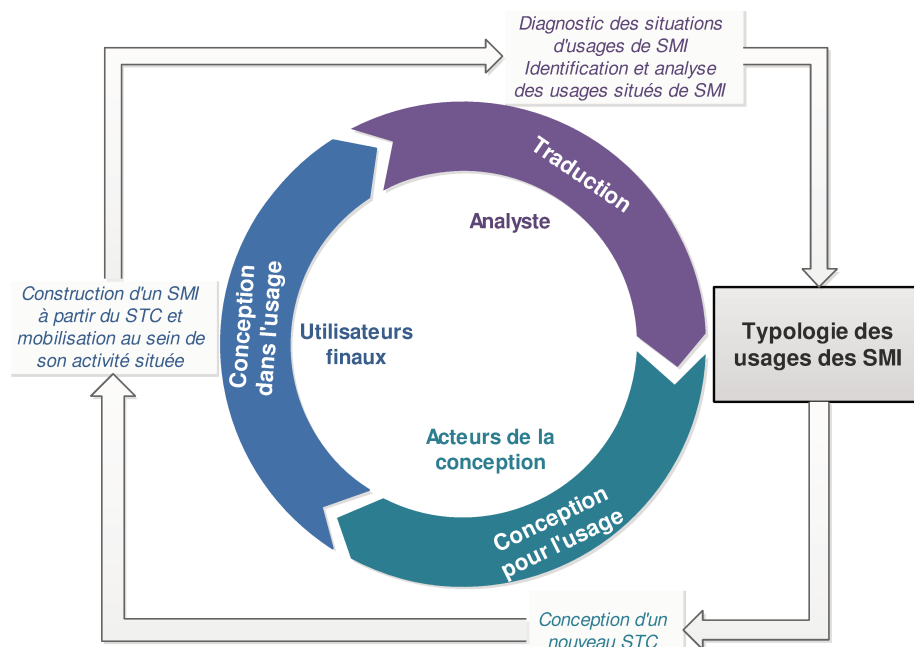 Diagnostic des situations
d'usages de SMI
Identification et analyse
des usages situés de SMI
Traduction
Analyste
Typologie des
usages des SMI
Construction d'un SMI
à partir du STC et
mobilisation au sein de
son activité située
Conception
dans l'usage
Utilisateurs
finaux
Acteurs de la
conception
Conception
pour l'usage
Conception d'un
nouveau STC